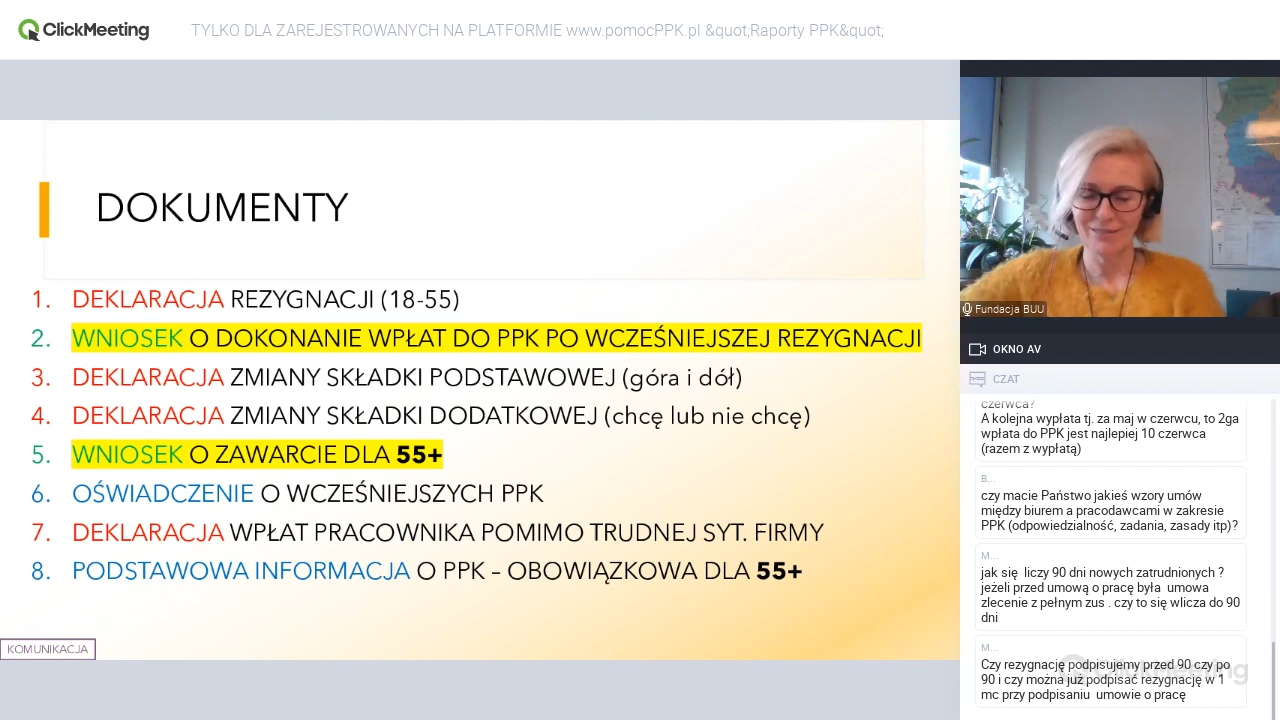 ClickMeeting
TYLKO DLA ZAREJESTROWANYCH NA PLATFORMIE www.pomocPPK.pl &quot;Raporty PPK&quot;
DOKUMENTY
1. DEKLARACJA REZYGNACJI (18-55)
2. WNIOSEK O DOKONANIE WPŁAT DO PPK PO WCZEŚNIEJSZEJ REZYGNACJI
3. DEKLARACJA ZMIANY SKŁADKI PODSTAWOWEJ (góra i dół)
4. DEKLARACJA ZMIANY SKŁADKI DODATKOWEJ (chcę lub nie chcę)
5. WNIOSEK O ZAWARCIE DLA 55+
6. OŚWIADCZENIE O WCZEŚNIEJSZYCH PPK
7. DEKLARACJA WPŁAT PRACOWNIKA POMIMO TRUDNEJ SYT. FIRMY
8. PODSTAWOWA INFORMACJA O PPK – OBOWIĄZKOWA DLA 55+
KOMUNIKACJA
Fundacja BUU
OKNO AV
CZAT
czerwca?
A kolejna wypłata tj. za maj w czerwcu, to 2ga
wpłata do PPK jest najlepiej 10 czerwca
(razem z wypłatą)
B...
czy macie Państwo jakieś wzory umów
między biurem a pracodawcami w zakresie
PPK (odpowiedzialność, zadania, zasady itp)?
M...
jak się liczy 90 dni nowych zatrudnionych ?
jeżeli przed umową o pracę była umowa
zlecenie z pełnym zus . czy to się wlicza do 90
dni
M...
Czy rezygnację podpisujemy przed 90 czy po
90 i czy można już podpisać rezygnację w 1
mc przy podpisaniu umowie o pracę
ClickMeeting